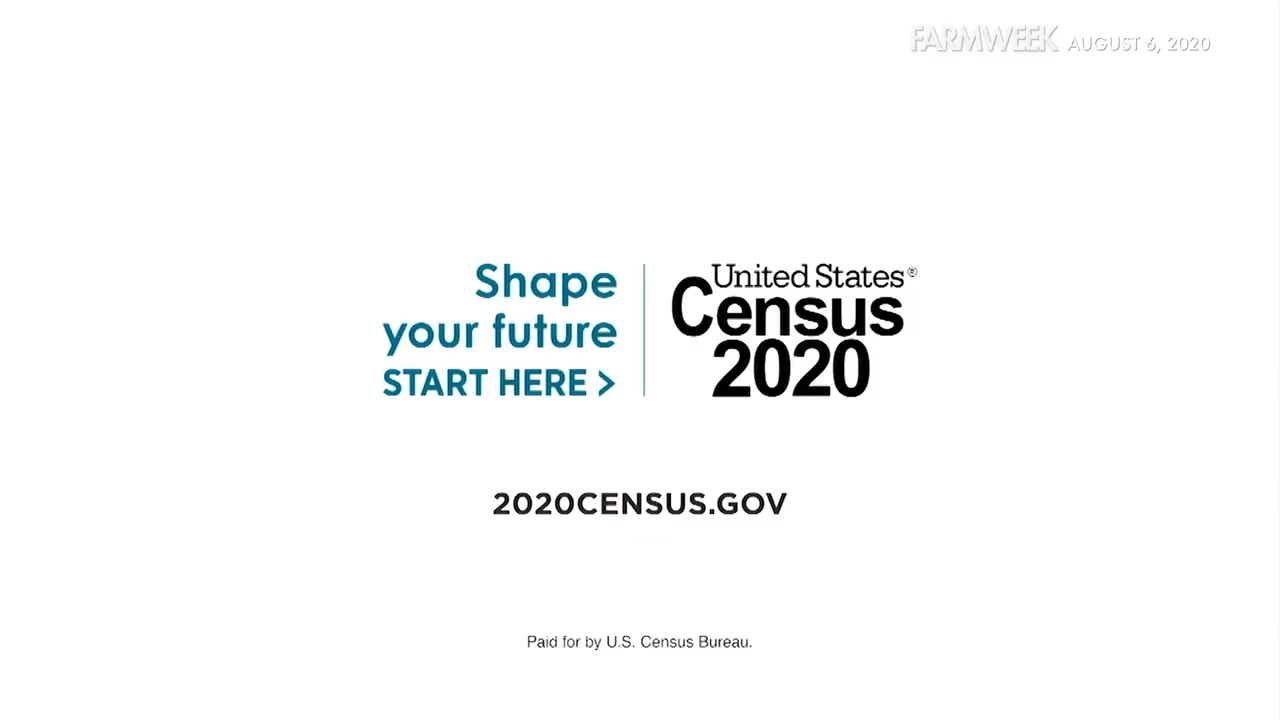 FARMWEEK AUGUST 6, 2020
Shape
your future
START HERE >
United States®
Census
2020
2020CENSUS.GOV
Paid for by U.S. Census Bureau.